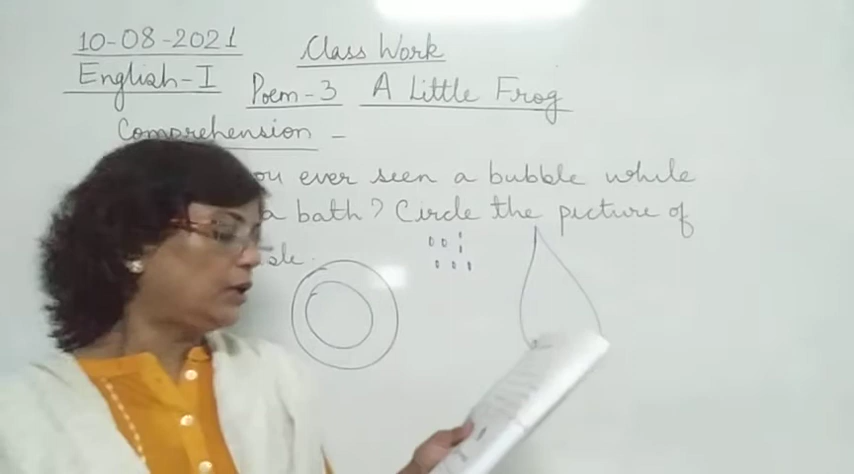 10-08-2021 Class Work
English-I Poem-3 A Little Frog
Comprehension -
ou ever seen a bubble while
a bath? Circle the picture of